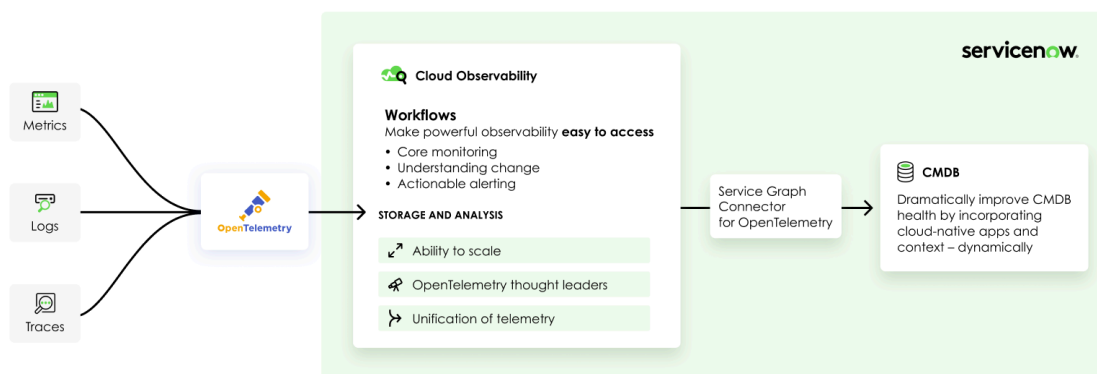 servicenow.
Cloud Observability
Metrics
Logs
Traces
OpenTelemetry
Workflows
Make powerful observability easy to access
• Core monitoring
• Understanding change
• Actionable alerting
STORAGE AND ANALYSIS
Ability to scale
OpenTelemetry thought leaders
Unification of telemetry
Service Graph
Connector
for OpenTelemetry
CMDB
Dramatically improve CMDB
health by incorporating
cloud-native apps and
context – dynamically